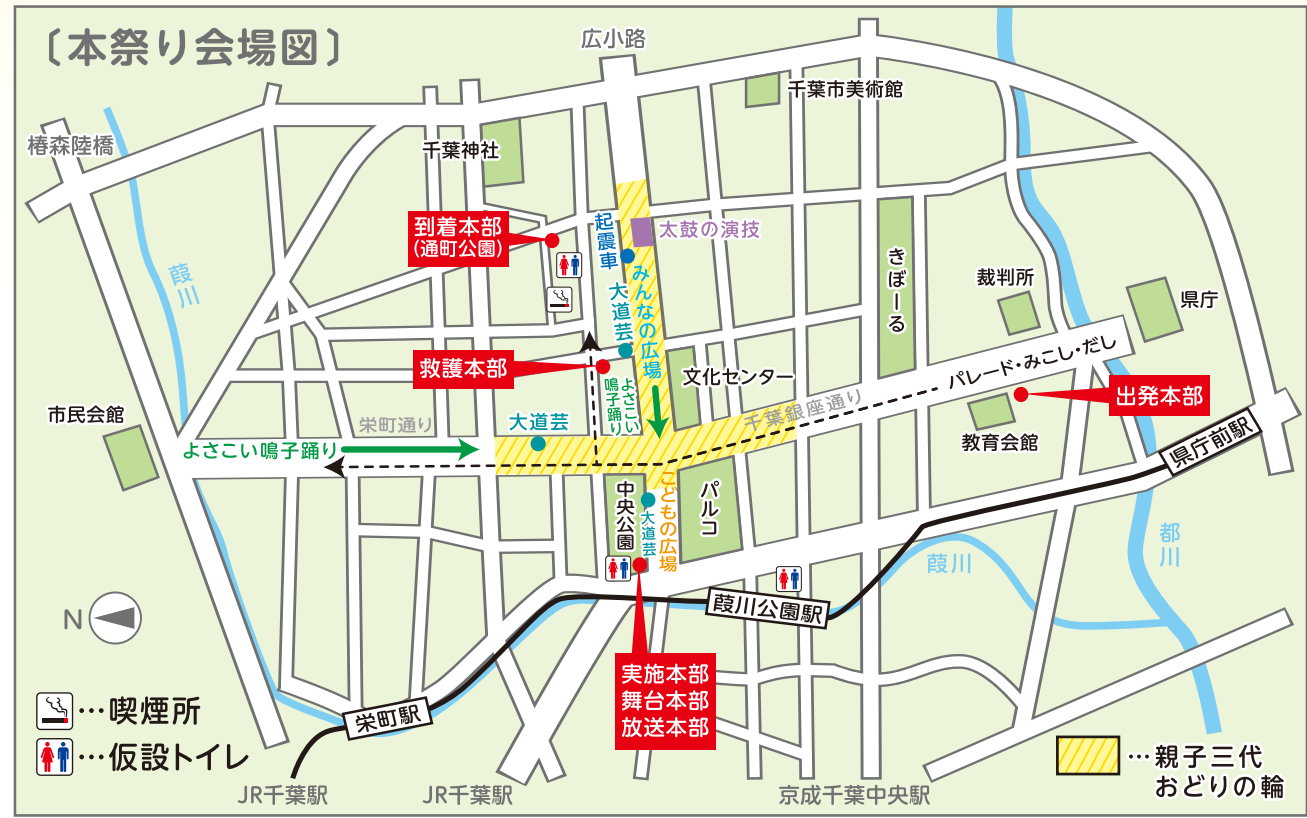 〔本祭り会場図〕
広小路
千葉市美術館
椿森陸橋
千葉神社
到着本部
(通町公園)
起震車
太鼓の演技
みんなの広場
大道芸
葭川
きぼーる
裁判所
県庁
救護本部
よさこい
鳴子踊り
文化センター
パレード・みこし・だし
出発本部
市民会館
栄町通り
大道芸
千葉銀座通り
教育会館
よさこい鳴子踊り
県庁前駅
中央公園
大道芸
こどもの広場
パルコ
都川
葭川
葭川公園駅
N
実施本部
舞台本部
放送本部
栄町駅
…喫煙所
…仮設トイレ
…親子三代
おどりの輪
JR千葉駅
JR千葉駅
京成千葉中央駅